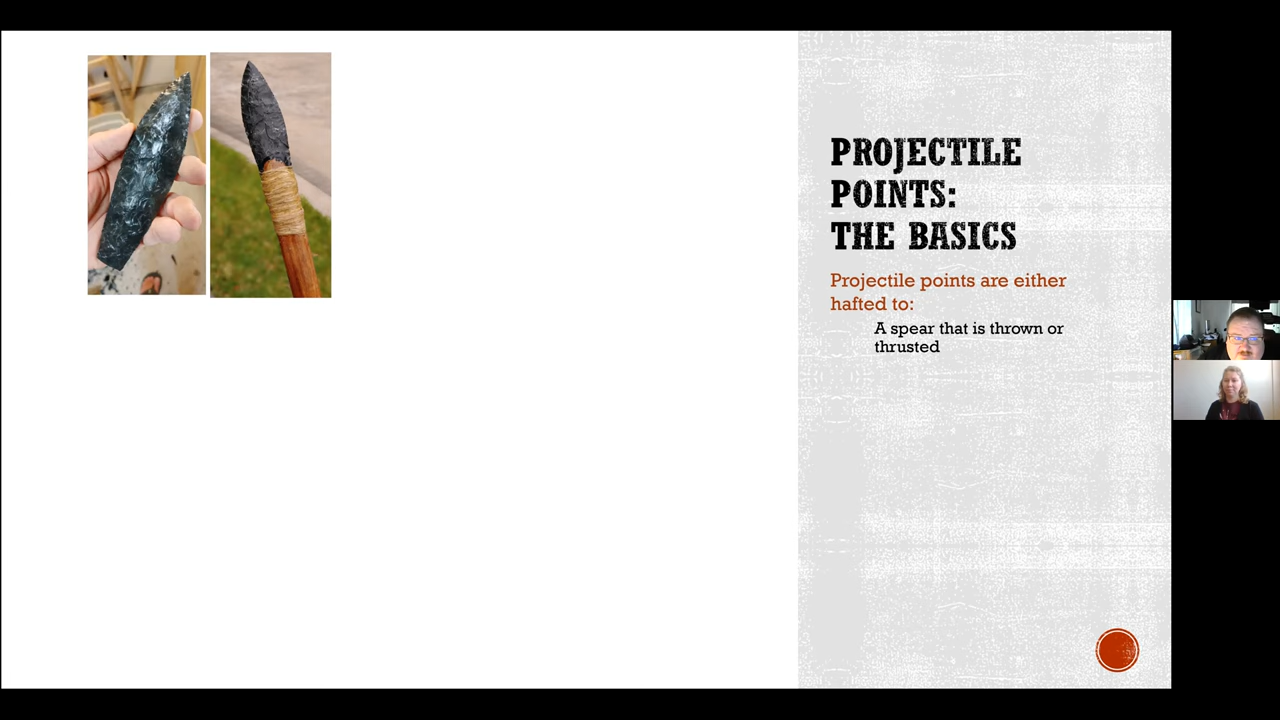 PROJECTILE
POINTS:
THE BASICS
Projectile points are either
hafted to:
A spear that is thrown or
thrusted